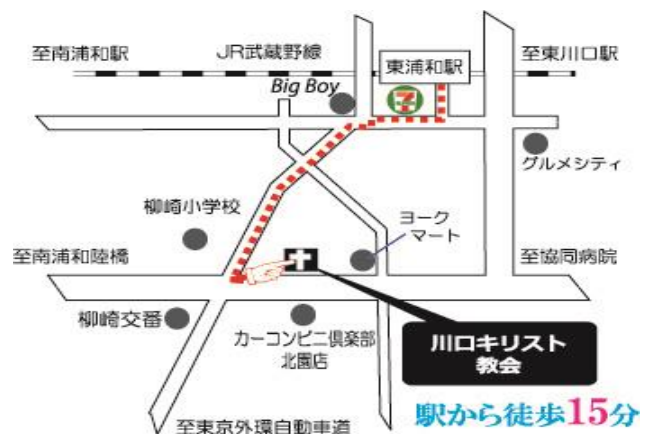 至南浦和駅
JR武蔵野線
東浦和駅
至東川口駅
Big Boy
7
グルメシティ
柳崎小学校
ヨーク
マート
至南浦和陸橋
至協同病院
柳崎交番
カーコンビニ倶楽部
北園店
川口キリスト
教会
駅から徒歩15分
至東京外環自動車道